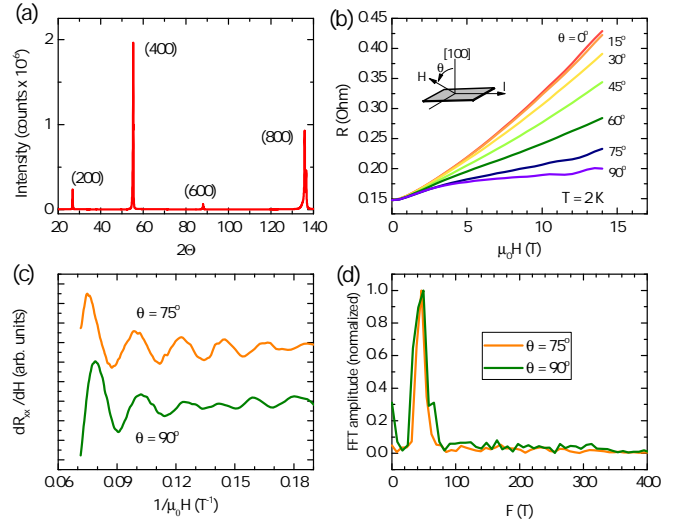 (a)
Intensity (counts x 10⁶)
2
1
0
(200)
(400)
(600)
(800)
20 40 60 80 100 120 140
2Θ
(b)
R (Ohm)
0.45
0.40
0.35
0.30
0.25
0.20
0.15
[100]
θ
H
I
θ = 0°
15°
30°
45°
60°
75°
90°
T = 2 K
0 5 10 15
μ₀H (T)
(c)
dRₓₓ/dH (arb. units)
θ = 75°
θ = 90°
0.06 0.09 0.12 0.15 0.18
1/μ₀H (T⁻¹)
(d)
FFT amplitude (normalized)
1.0
0.8
0.6
0.4
0.2
0.0
θ = 75°
θ = 90°
0 100 200 300 400
F (T)